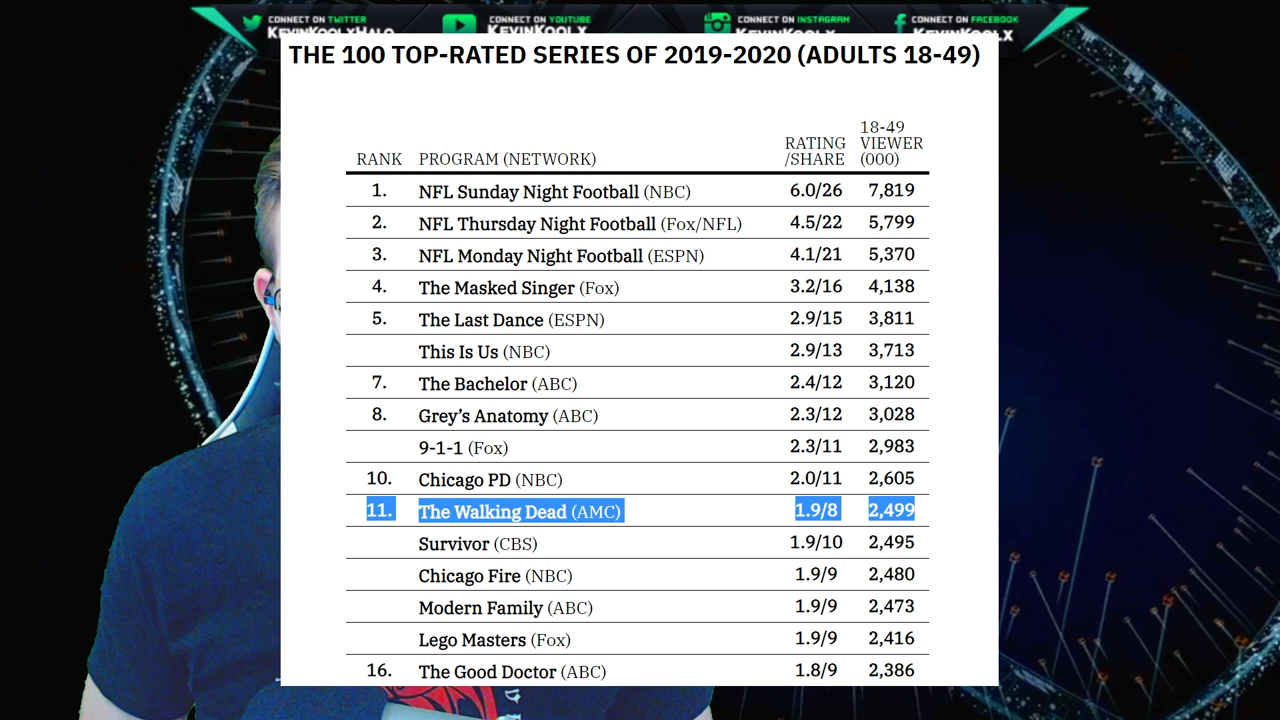 CONNECT ON TWITTER
KEVINKOOLXHALO
CONNECT ON YOUTUBE
KEVINKOOLX
CONNECT ON INSTAGRAM
KEVINKOOLX
CONNECT ON FACEBOOK
KEVINKOOLX
THE 100 TOP-RATED SERIES OF 2019-2020 (ADULTS 18-49)
RANK PROGRAM (NETWORK) RATING /SHARE 18-49 VIEWER (000)
1. NFL Sunday Night Football (NBC) 6.0/26 7,819
2. NFL Thursday Night Football (Fox/NFL) 4.5/22 5,799
3. NFL Monday Night Football (ESPN) 4.1/21 5,370
4. The Masked Singer (Fox) 3.2/16 4,138
5. The Last Dance (ESPN) 2.9/15 3,811
This Is Us (NBC) 2.9/13 3,713
7. The Bachelor (ABC) 2.4/12 3,120
8. Grey's Anatomy (ABC) 2.3/12 3,028
9-1-1 (Fox) 2.3/11 2,983
10. Chicago PD (NBC) 2.0/11 2,605
11. The Walking Dead (AMC) 1.9/8 2,499
Survivor (CBS) 1.9/10 2,495
Chicago Fire (NBC) 1.9/9 2,480
Modern Family (ABC) 1.9/9 2,473
Lego Masters (Fox) 1.9/9 2,416
16. The Good Doctor (ABC) 1.8/9 2,386